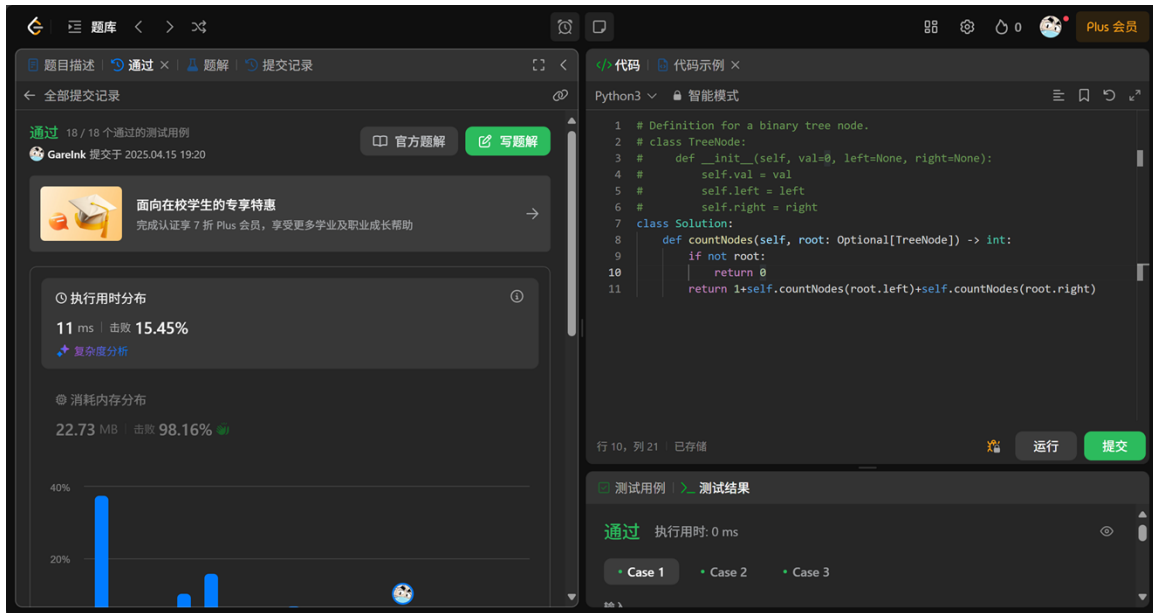 题库
0
Plus 会员
题目描述
通过
题解
提交记录
全部提交记录
通过 18 / 18 个通过的测试用例
GareInk 提交于 2025.04.15 19:20
官方题解
写题解
面向在校学生的专享特惠
完成认证享 7 折 Plus 会员，享受更多学业及职业成长帮助
执行用时分布
11 ms 击败 15.45%
复杂度分析
消耗内存分布
22.73 MB 击败 98.16%
40%
20%
</> 代码
代码示例
Python3
智能模式
1 # Definition for a binary tree node.
2 # class TreeNode:
3 #     def __init__(self, val=0, left=None, right=None):
4 #         self.val = val
5 #         self.left = left
6 #         self.right = right
7 class Solution:
8     def countNodes(self, root: Optional[TreeNode]) -> int:
9         if not root:
10             return 0
11         return 1+self.countNodes(root.left)+self.countNodes(root.right)
行 10，列 21 已存储
运行
提交
测试用例
测试结果
通过 执行用时: 0 ms
Case 1
Case 2
Case 3